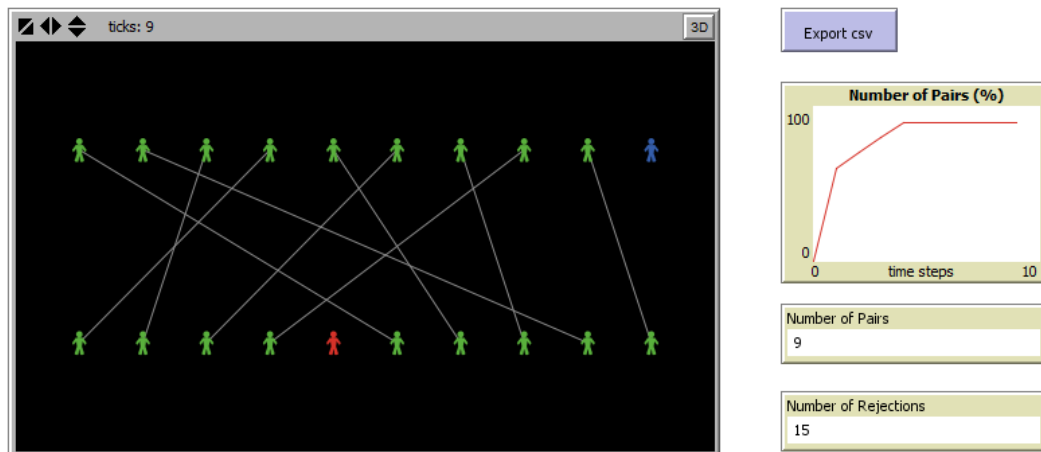 ticks: 9
3D
Export csv
Number of Pairs (%)
100
0
0
time steps
10
Number of Pairs
9
Number of Rejections
15